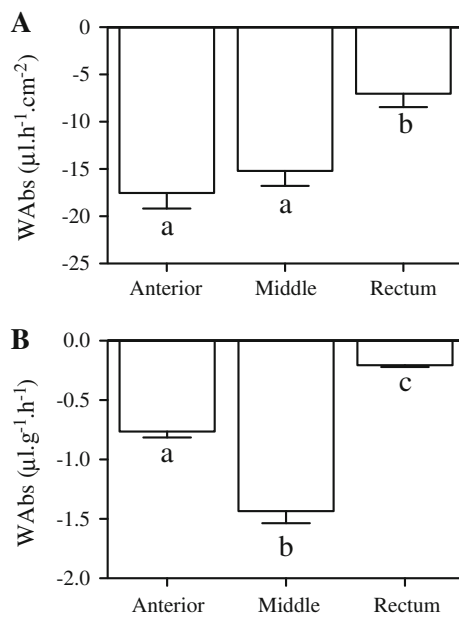 A
WAbs (µl.h⁻¹.cm⁻²)
0
-5
-10
-15
-20
-25
a
a
b
Anterior
Middle
Rectum
B
WAbs (µl.g⁻¹.h⁻¹)
0.0
-0.5
-1.0
-1.5
-2.0
a
b
c
Anterior
Middle
Rectum